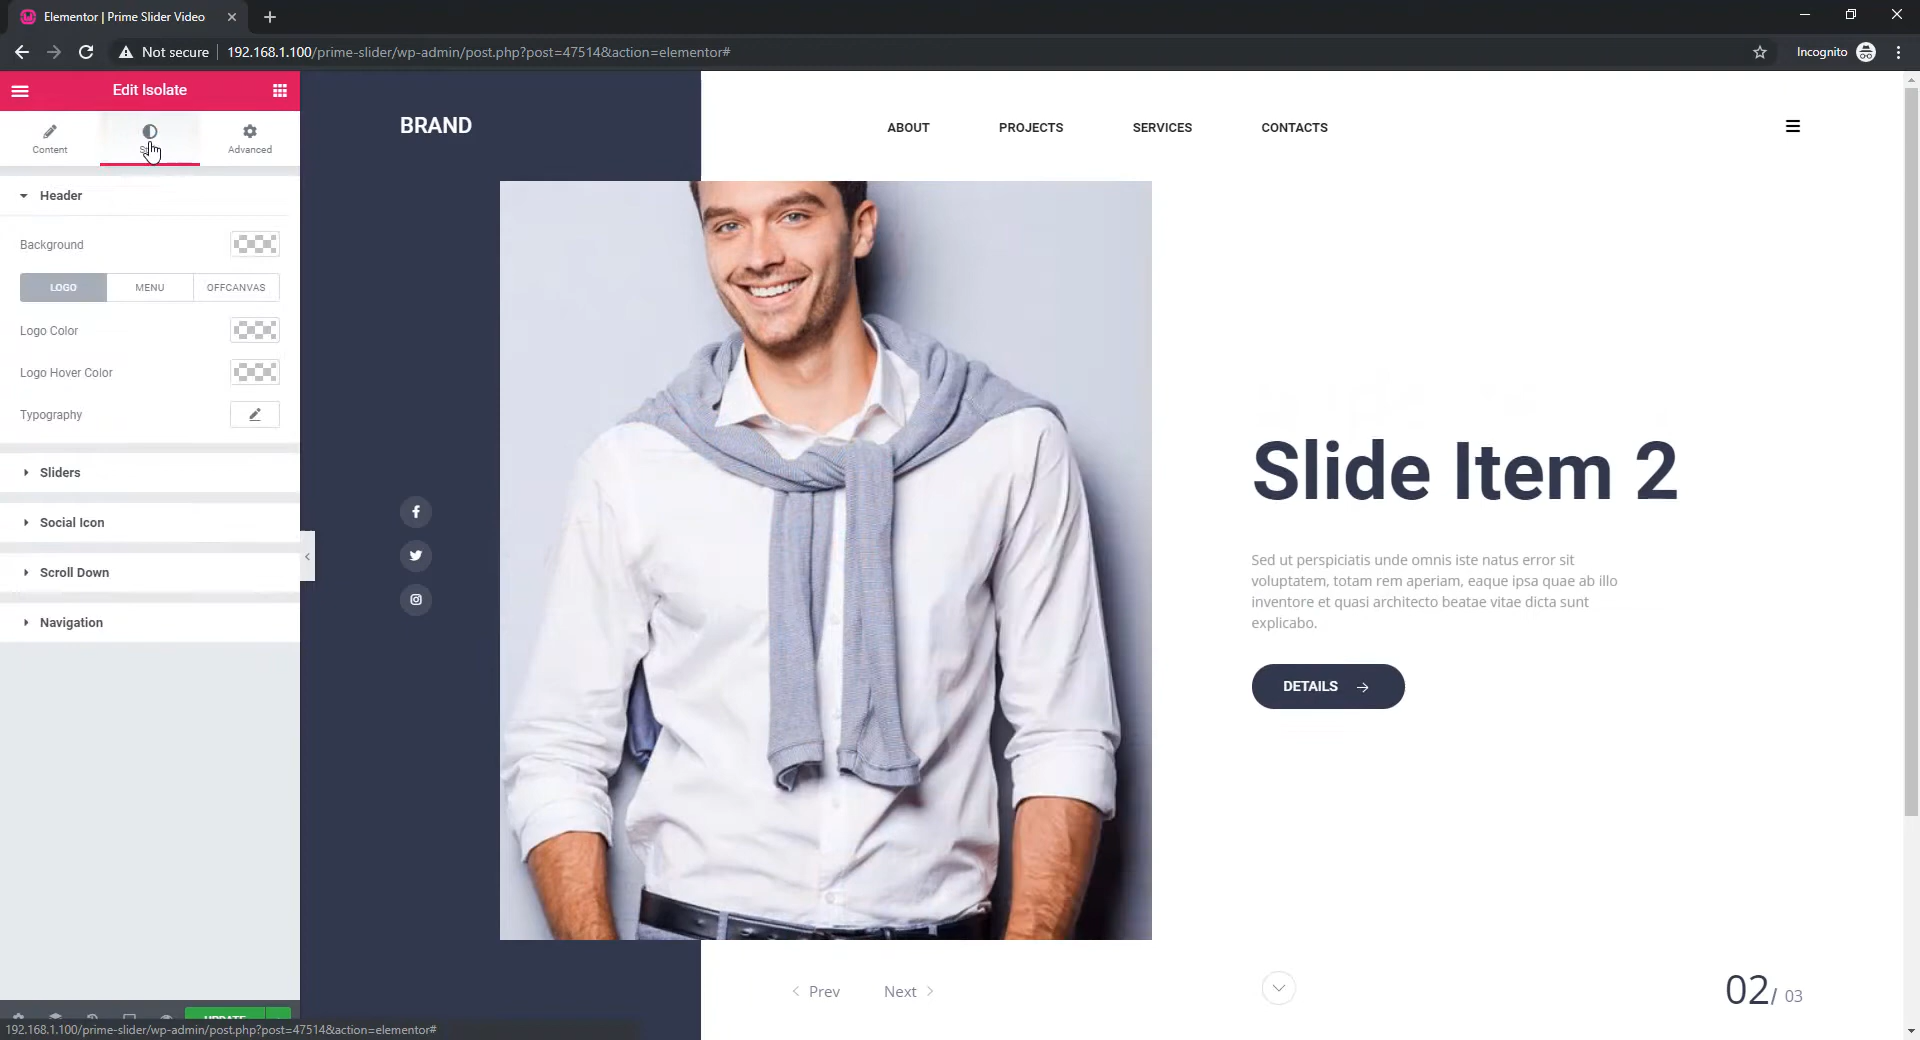 Elementor | Prime Slider Video
Not secure
192.168.1.100/prime-slider/wp-admin/post.php?post=47514&action=elementor#
Incognito
Edit Isolate
Content
Advanced
Header
Background
LOGO
MENU
OFFCANVAS
Logo Color
Logo Hover Color
Typography
Sliders
Social Icon
Scroll Down
Navigation
UPDATE
192.168.1.100/prime-slider/wp-admin/post.php?post=47514&action=elementor#
BRAND
ABOUT
PROJECTS
SERVICES
CONTACTS
Slide Item 2
Sed ut perspiciatis unde omnis iste natus error sit
voluptatem, totam rem aperiam, eaque ipsa quae ab illo
inventore et quasi architecto beatae vitae dicta sunt
explicabo.
DETAILS
Prev
Next
02/ 03